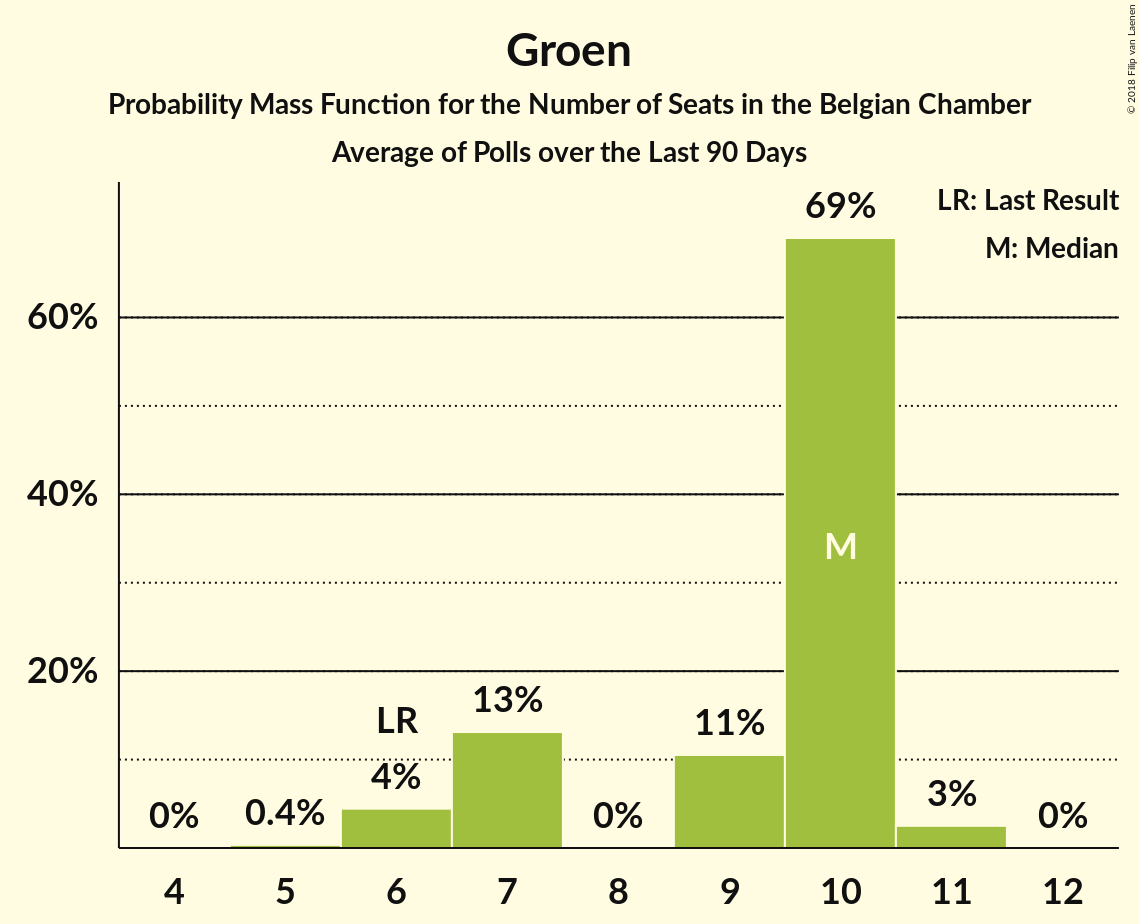 Groen
Probability Mass Function for the Number of Seats in the Belgian Chamber
Average of Polls over the Last 90 Days
© 2018 Filip van Laenen
LR: Last Result
M: Median
60%
40%
20%
0%
0.4%
LR
4%
13%
0%
11%
69%
M
3%
0%
4 5 6 7 8 9 10 11 12